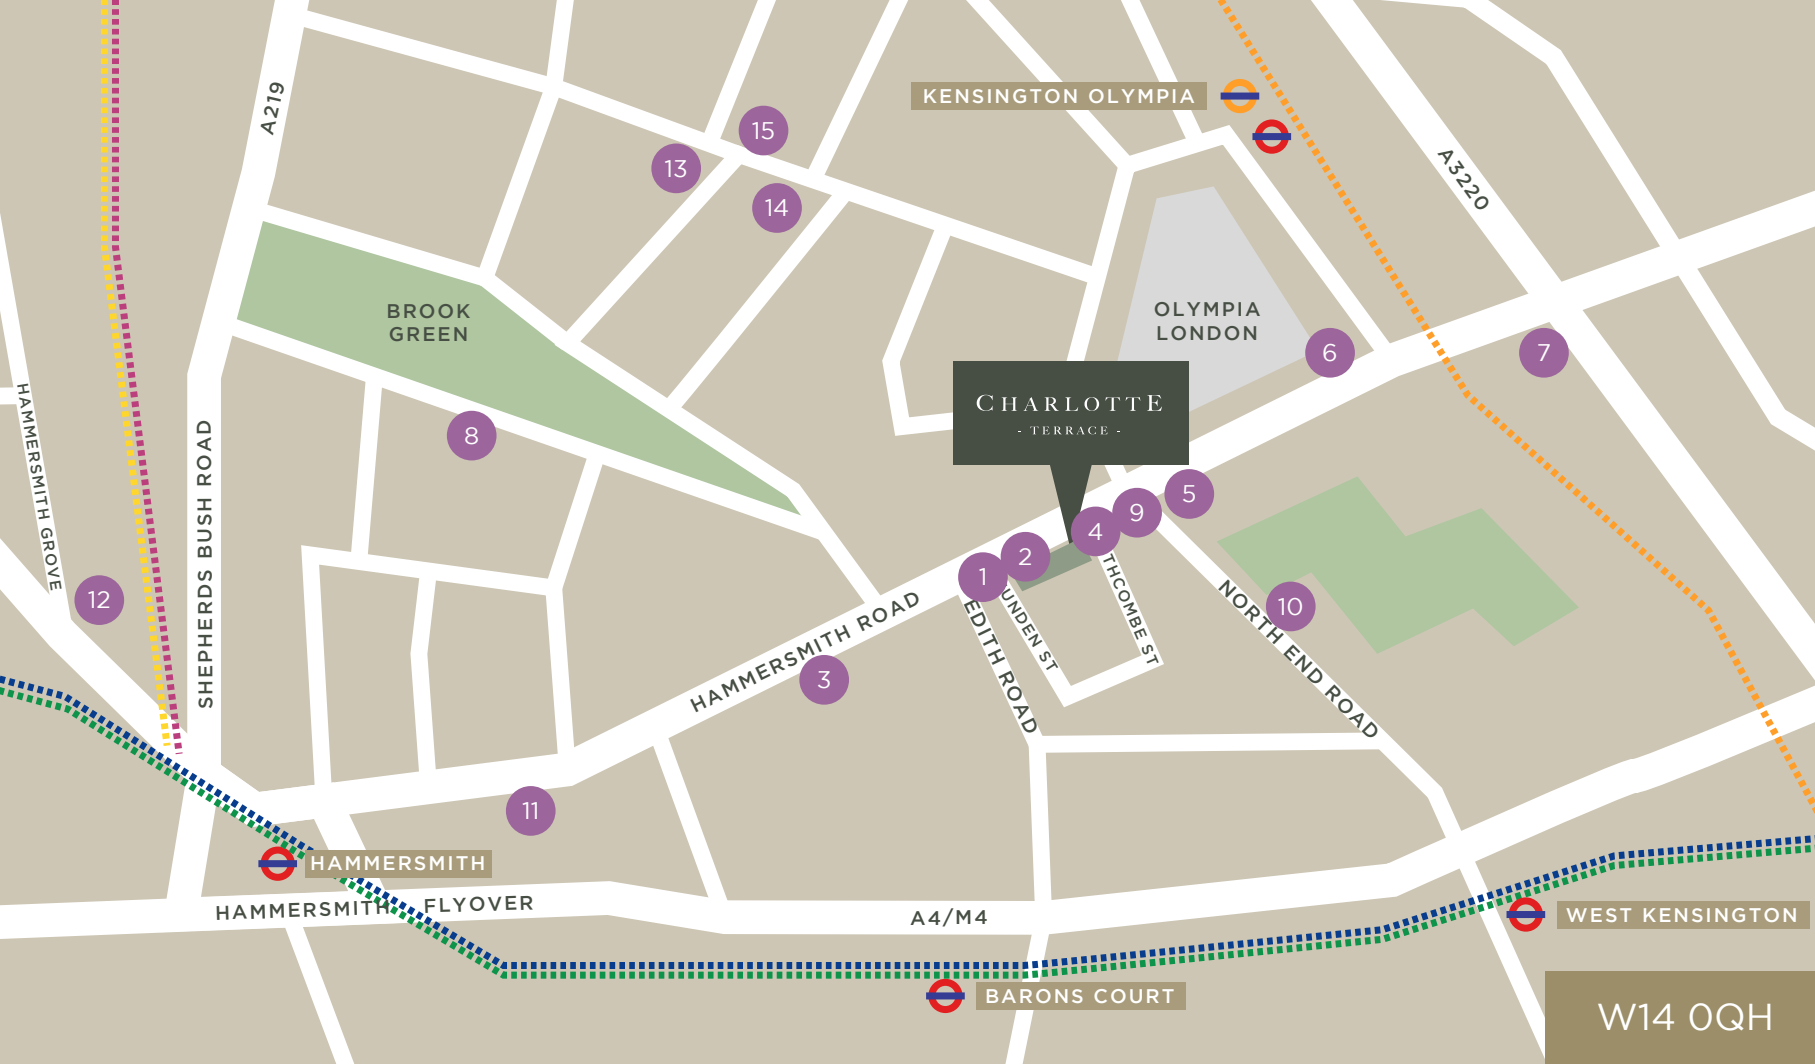 A219
KENSINGTON OLYMPIA
15
13
14
A3220
BROOK
GREEN
OLYMPIA
LONDON
6
7
CHARLOTTE
- TERRACE -
8
HAMMERSMITH GROVE
SHEPHERDS BUSH ROAD
12
5
9
4
2
1
UNDEN ST
THCOMBE ST
EDITH ROAD
NORTH END ROAD
10
HAMMERSMITH ROAD
3
11
HAMMERSMITH
HAMMERSMITH FLYOVER
A4/M4
WEST KENSINGTON
BARONS COURT
W14 0QH